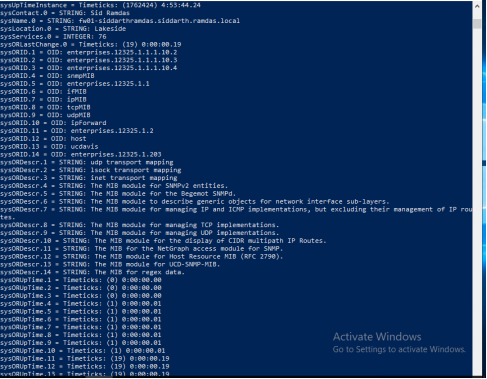 sysUpTimeInstance = Timeticks: (1762424) 4:53:44.24
sysContact.0 = STRING: Sid Ramdas
sysName.0 = STRING: fw01-siddarthramdas.siddarth.ramdas.local
sysLocation.0 = STRING: Lakeside
sysServices.0 = INTEGER: 76
sysORLastChange.0 = Timeticks: (19) 0:00:00.19
sysORID.1 = OID: enterprises.12325.1.1.1.10.2
sysORID.2 = OID: enterprises.12325.1.1.1.10.3
sysORID.3 = OID: enterprises.12325.1.1.1.10.4
sysORID.4 = OID: snmpMIB
sysORID.5 = OID: enterprises.12325.1.1
sysORID.6 = OID: ifMIB
sysORID.7 = OID: ipMIB
sysORID.8 = OID: tcpMIB
sysORID.9 = OID: udpMIB
sysORID.10 = OID: ipForward
sysORID.11 = OID: enterprises.12325.1.2
sysORID.12 = OID: host
sysORID.13 = OID: ucdavis
sysORID.14 = OID: enterprises.12325.1.203
sysORDescr.1 = STRING: udp transport mapping
sysORDescr.2 = STRING: lsock transport mapping
sysORDescr.3 = STRING: inet transport mapping
sysORDescr.4 = STRING: The MIB module for SNMPv2 entities.
sysORDescr.5 = STRING: The MIB module for the Begemot SNMPd.
sysORDescr.6 = STRING: The MIB module to describe generic objects for network interface sub-layers.
sysORDescr.7 = STRING: The MIB module for managing IP and ICMP implementations, but excluding their management of IP rou
tes.
sysORDescr.8 = STRING: The MIB module for managing TCP implementations.
sysORDescr.9 = STRING: The MIB module for managing UDP implementations.
sysORDescr.10 = STRING: The MIB module for the display of CIDR multipath IP Routes.
sysORDescr.11 = STRING: The MIB for the NetGraph access module for SNMP.
sysORDescr.12 = STRING: The MIB module for Host Resource MIB (RFC 2790).
sysORDescr.13 = STRING: The MIB module for UCD-SNMP-MIB.
sysORDescr.14 = STRING: The MIB for regex data.
sysORUpTime.1 = Timeticks: (0) 0:00:00.00
sysORUpTime.2 = Timeticks: (0) 0:00:00.00
sysORUpTime.3 = Timeticks: (0) 0:00:00.00
sysORUpTime.4 = Timeticks: (1) 0:00:00.01
sysORUpTime.5 = Timeticks: (1) 0:00:00.01
sysORUpTime.6 = Timeticks: (1) 0:00:00.01
sysORUpTime.7 = Timeticks: (1) 0:00:00.01
sysORUpTime.8 = Timeticks: (1) 0:00:00.01
sysORUpTime.9 = Timeticks: (1) 0:00:00.01
sysORUpTime.10 = Timeticks: (1) 0:00:00.01
sysORUpTime.11 = Timeticks: (19) 0:00:00.19
sysORUpTime.12 = Timeticks: (19) 0:00:00.19
sysORUpTime.13 = Timeticks: (19) 0:00:00.19
Activate Windows
Go to Settings to activate Windows.